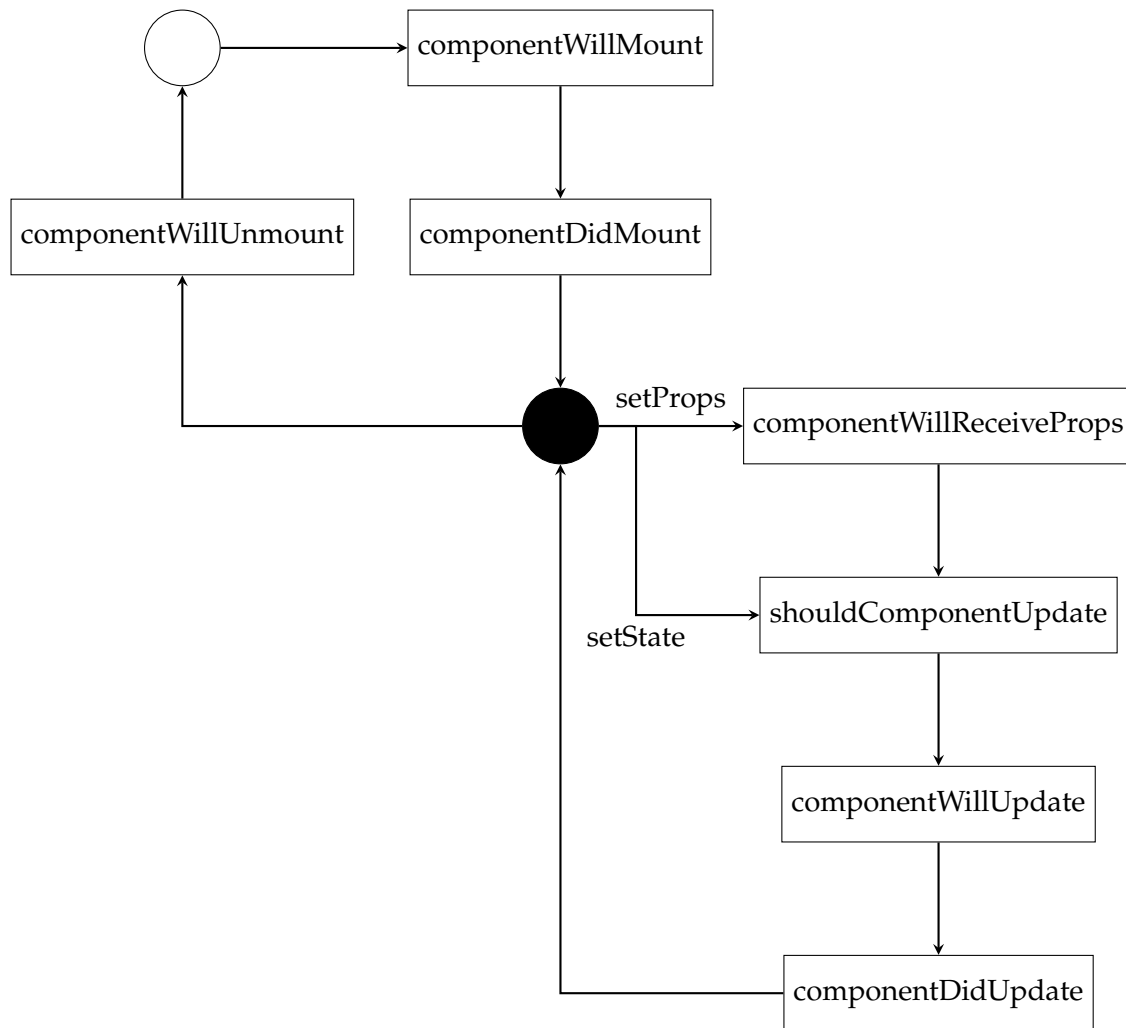 componentWillMount
componentWillUnmount
componentDidMount
setProps
componentWillReceiveProps
shouldComponentUpdate
setState
componentWillUpdate
componentDidUpdate